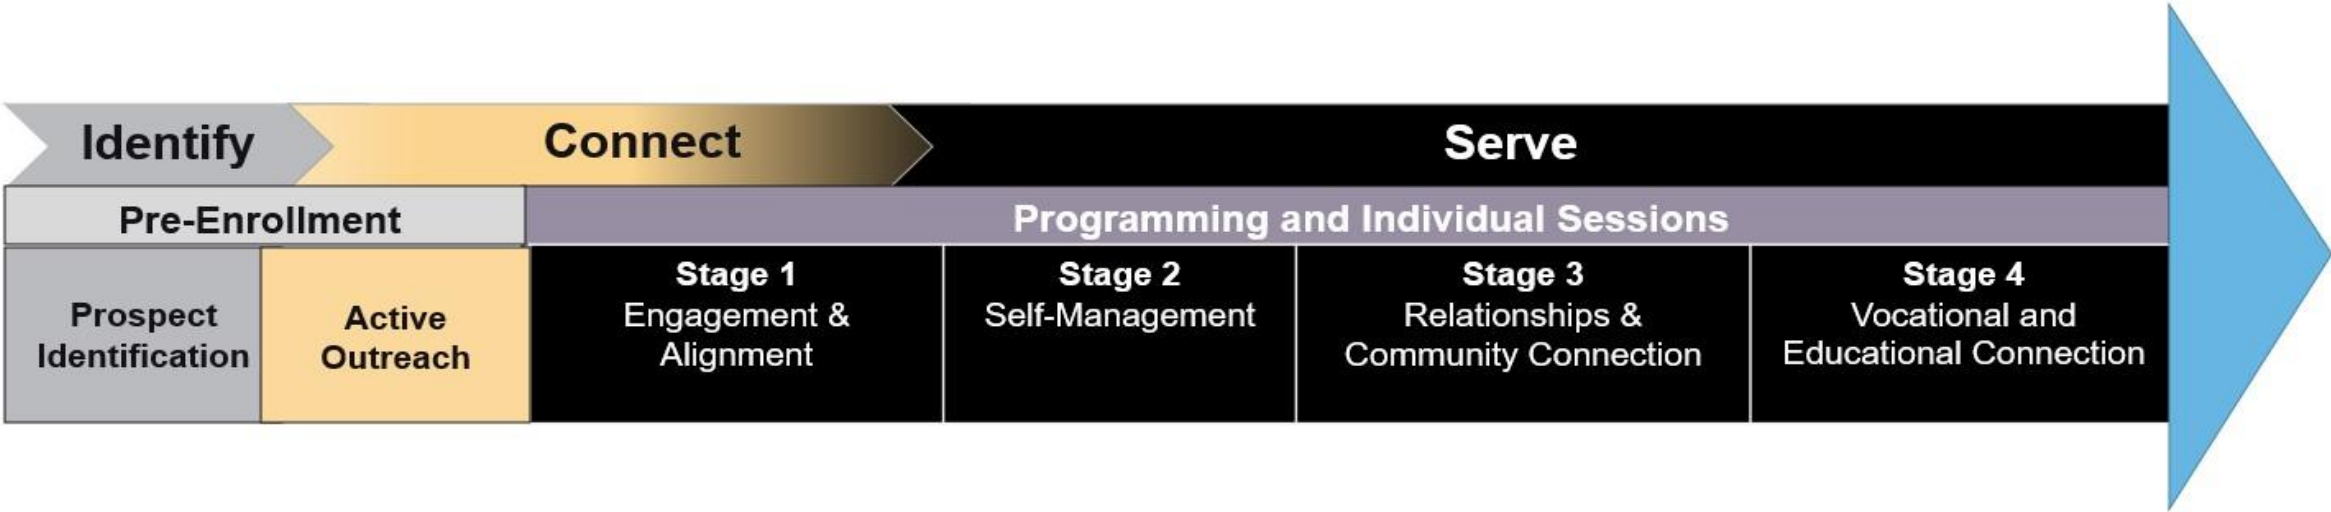 Identify
Connect
Serve
Pre-Enrollment
Programming and Individual Sessions
Prospect
Identification
Active
Outreach
Stage 1
Engagement &
Alignment
Stage 2
Self-Management
Stage 3
Relationships &
Community Connection
Stage 4
Vocational and
Educational Connection